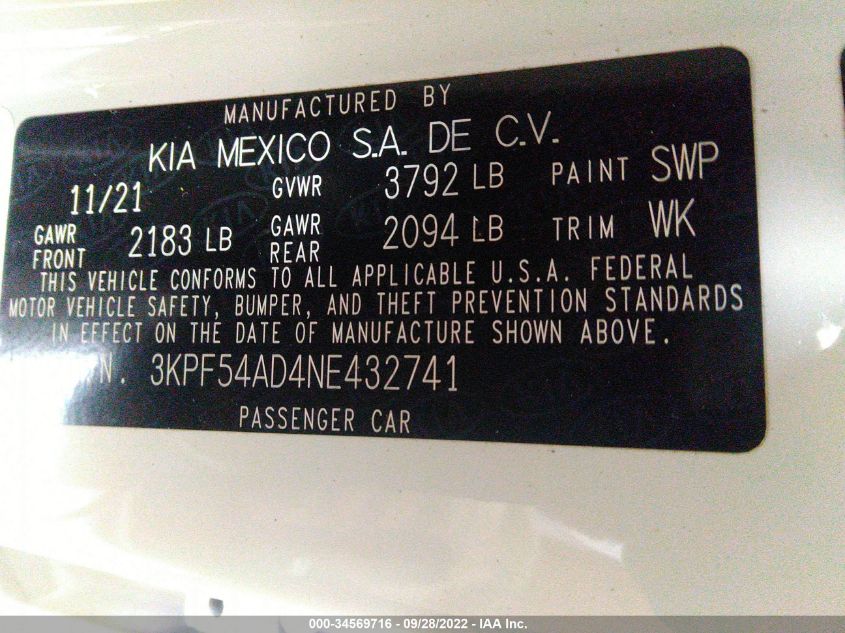 MANUFACTURED BY
KIA MEXICO S.A. DE C.V.
11/21 GVWR 3792 LB PAINT SWP
GAWR FRONT 2183 LB GAWR REAR 2094 LB TRIM WK
THIS VEHICLE CONFORMS TO ALL APPLICABLE U.S.A. FEDERAL
MOTOR VEHICLE SAFETY, BUMPER, AND THEFT PREVENTION STANDARDS
IN EFFECT ON THE DATE OF MANUFACTURE SHOWN ABOVE.
N. 3KPF54AD4NE432741
PASSENGER CAR
000-34569716 - 09/28/2022 - IAA Inc.